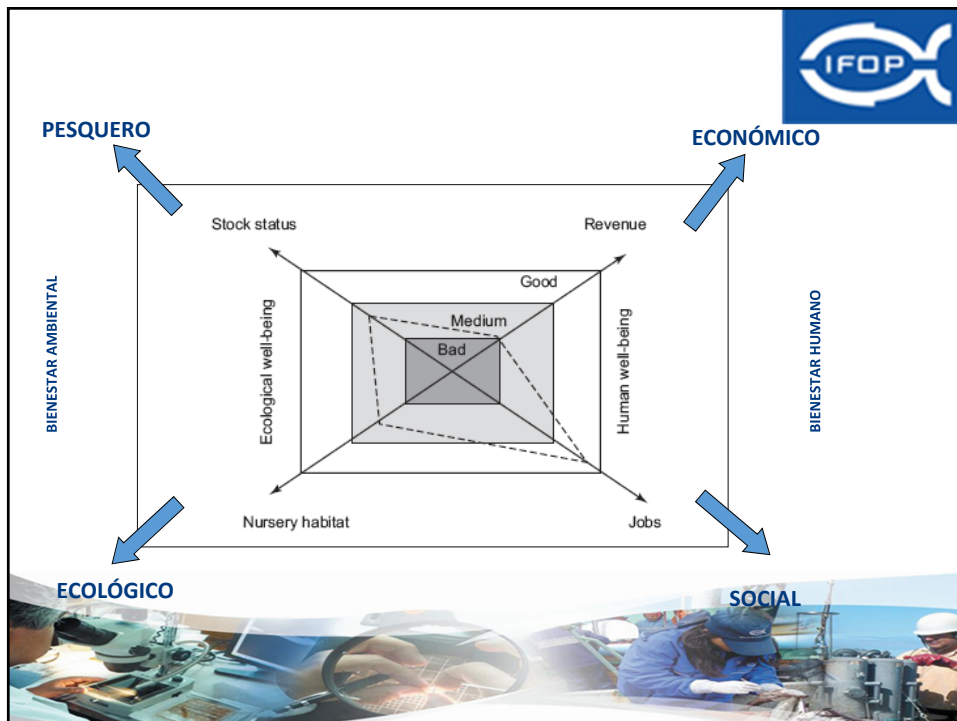 IFOP
PESQUERO
ECONÓMICO
Stock status
Revenue
Good
Medium
Bad
BIENESTAR AMBIENTAL
Ecological well-being
Human well-being
BIENESTAR HUMANO
Nursery habitat
Jobs
ECOLÓGICO
SOCIAL